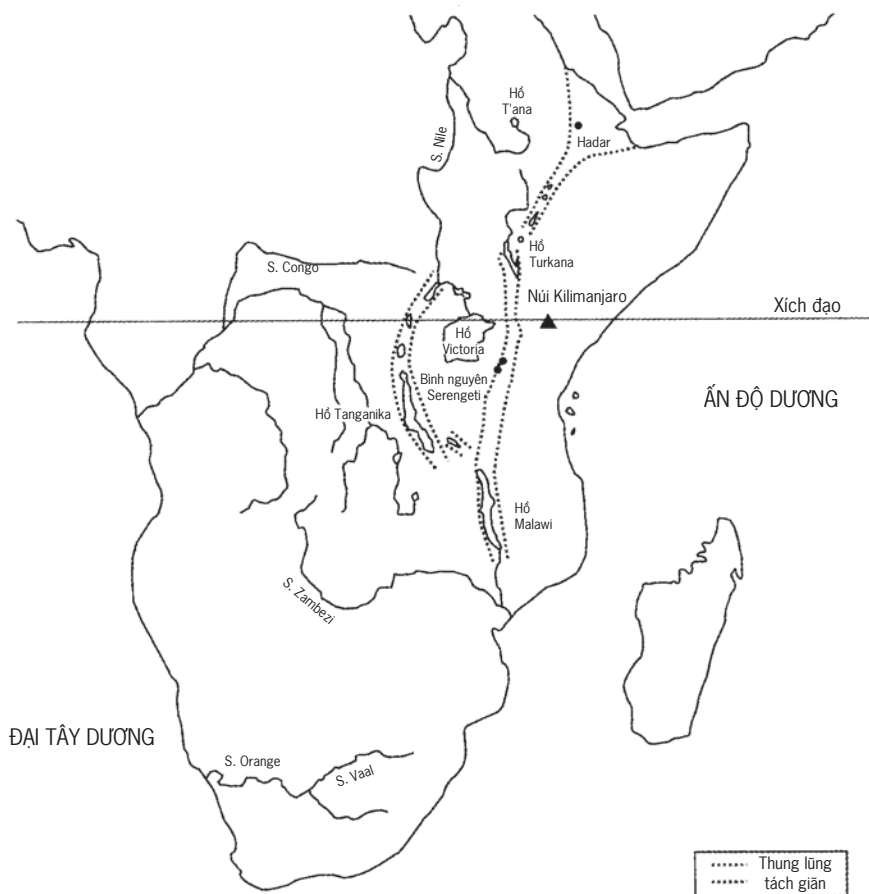 Hồ
T'ana
S. Nile
Hadar
Hồ
Turkana
S. Congo
Núi Kilimanjaro
Xích đạo
Hồ
Victoria
Bình nguyên
Serengeti
ẤN ĐỘ DƯƠNG
Hồ Tanganika
Hồ
Malawi
S. Zambezi
ĐẠI TÂY DƯƠNG
S. Orange
S. Vaal
Thung lũng
tách giãn